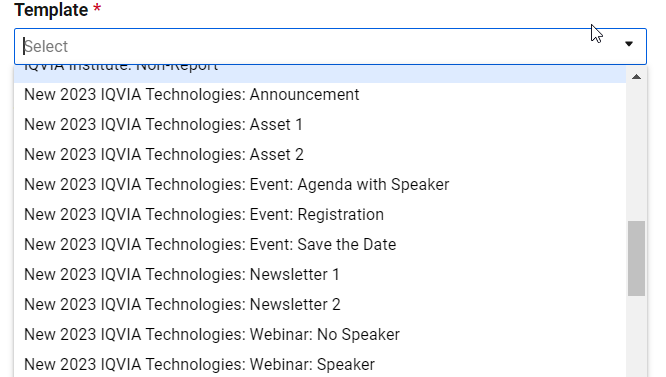 Template *
Select
IQVIA Institute: Non-Report
New 2023 IQVIA Technologies: Announcement
New 2023 IQVIA Technologies: Asset 1
New 2023 IQVIA Technologies: Asset 2
New 2023 IQVIA Technologies: Event: Agenda with Speaker
New 2023 IQVIA Technologies: Event: Registration
New 2023 IQVIA Technologies: Event: Save the Date
New 2023 IQVIA Technologies: Newsletter 1
New 2023 IQVIA Technologies: Newsletter 2
New 2023 IQVIA Technologies: Webinar: No Speaker
New 2023 IQVIA Technologies: Webinar: Speaker